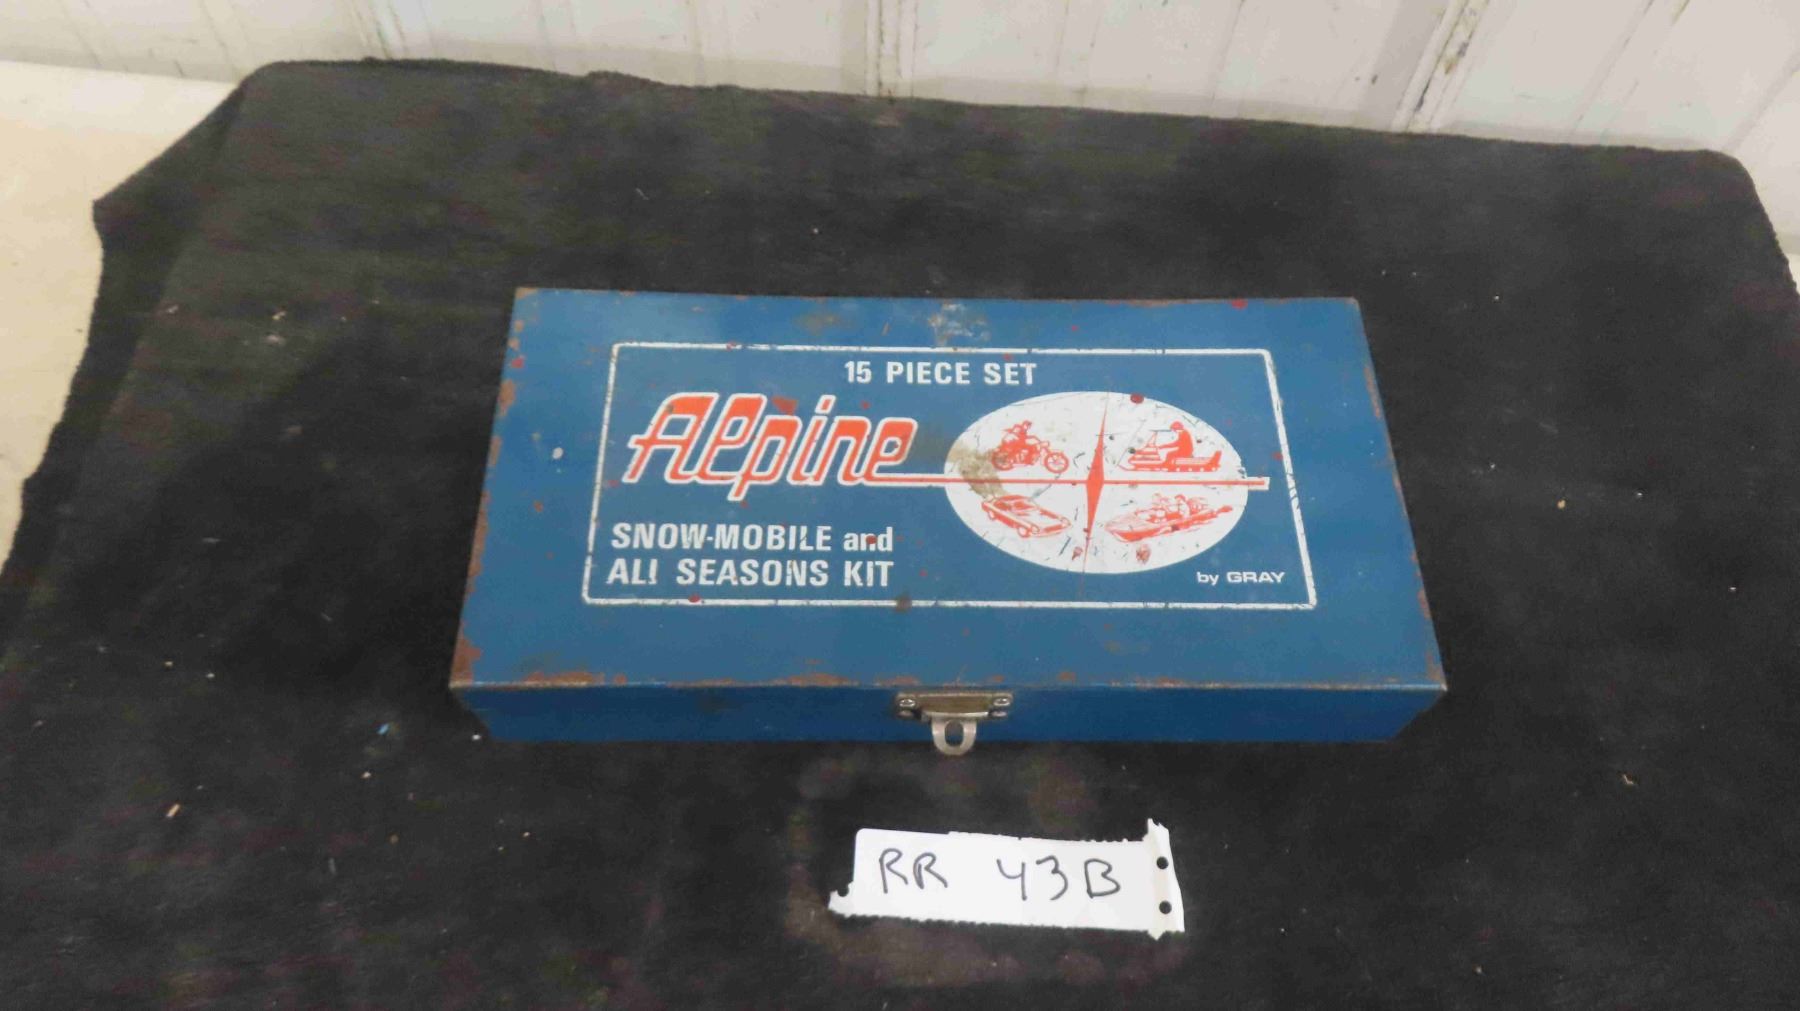 15 PIECE SET
Alpine
SNOW-MOBILE and
ALL SEASONS KIT
by GRAY
RR 43B